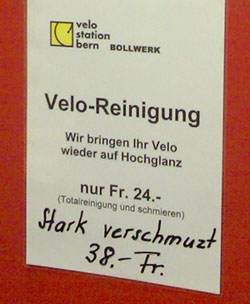 velo
station
bern BOLLWERK
Velo-Reinigung
Wir bringen Ihr Velo
wieder auf Hochglanz
nur Fr. 24.-
(Totalreinigung und schmieren)
Stark verschmuzt
38.- Fr.